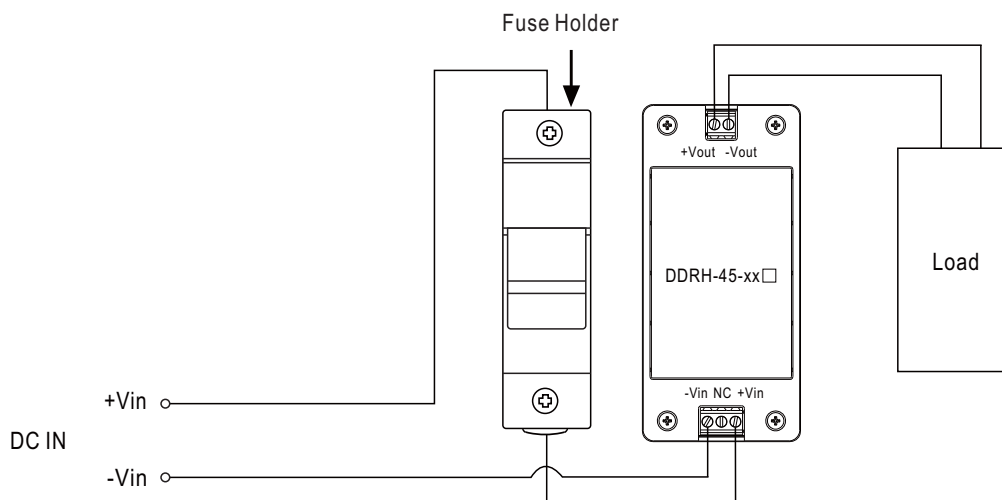 Fuse Holder
+Vout -Vout
DDRH-45-xx□
Load
-Vin NC +Vin
+Vin
DC IN
-Vin